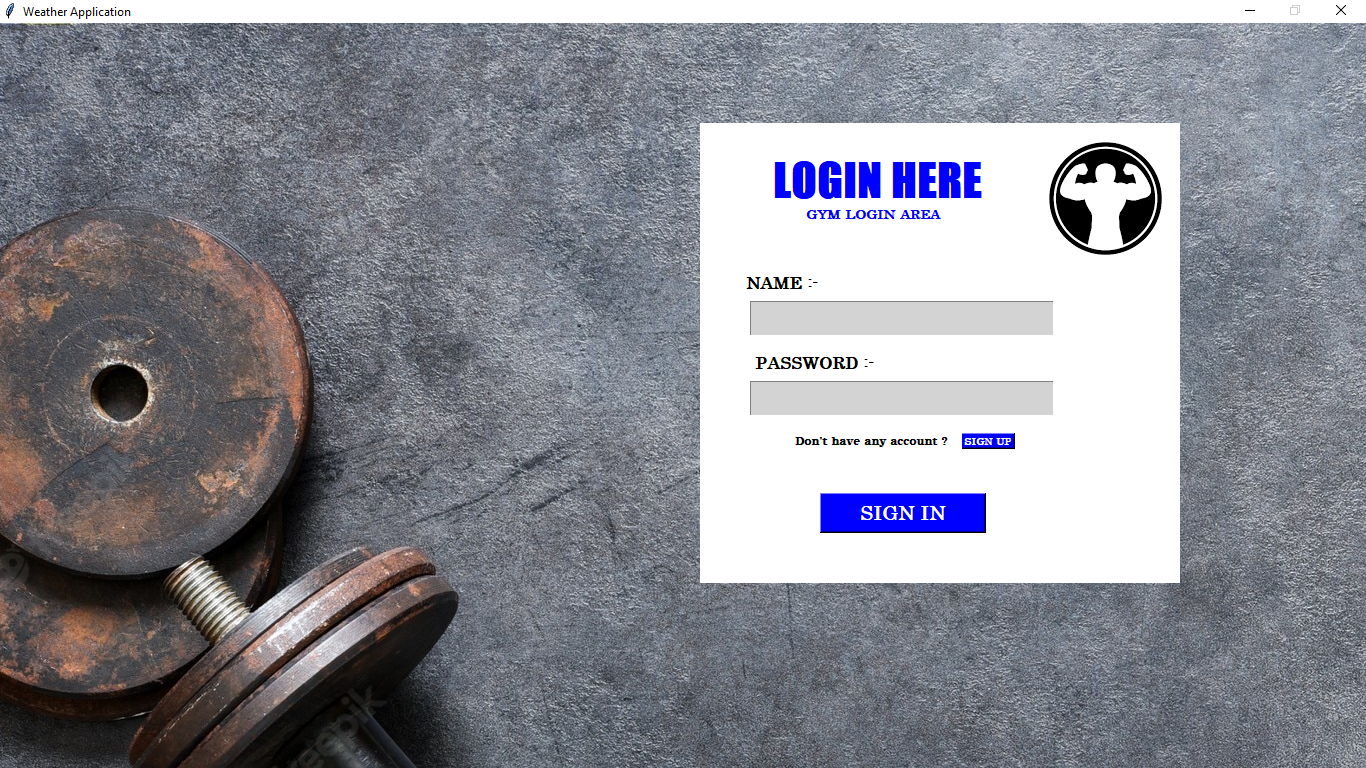 Weather Application
LOGIN HERE
GYM LOGIN AREA
NAME :-
PASSWORD :-
Don't have any account ? SIGN UP
SIGN IN